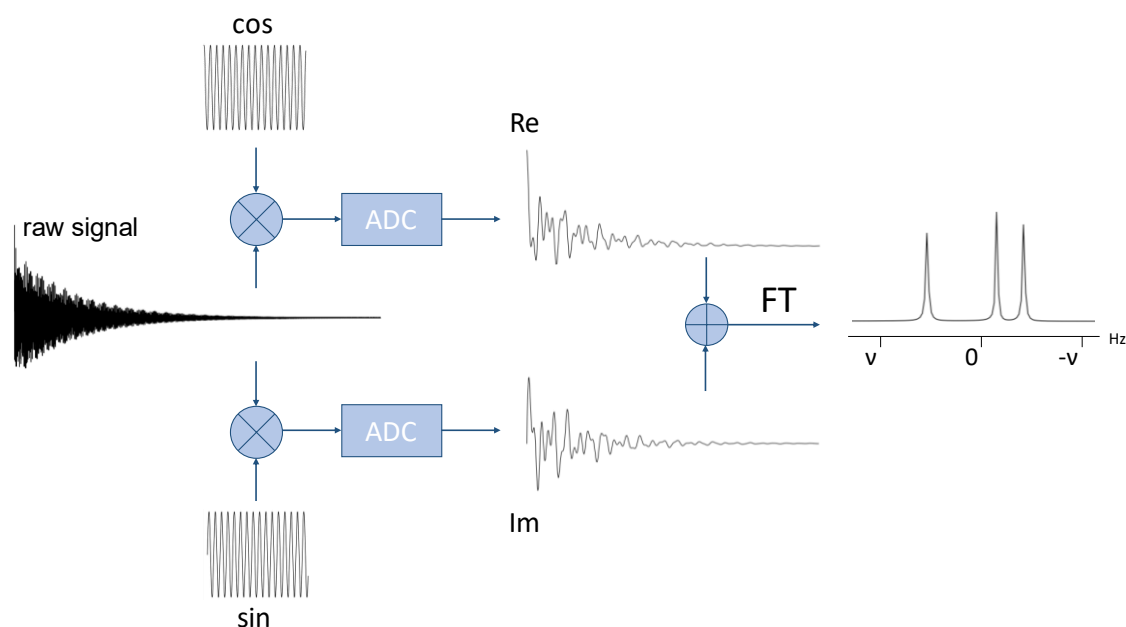 cos
Re
raw signal
ADC
FT
Hz
ν 0 -ν
ADC
Im
sin